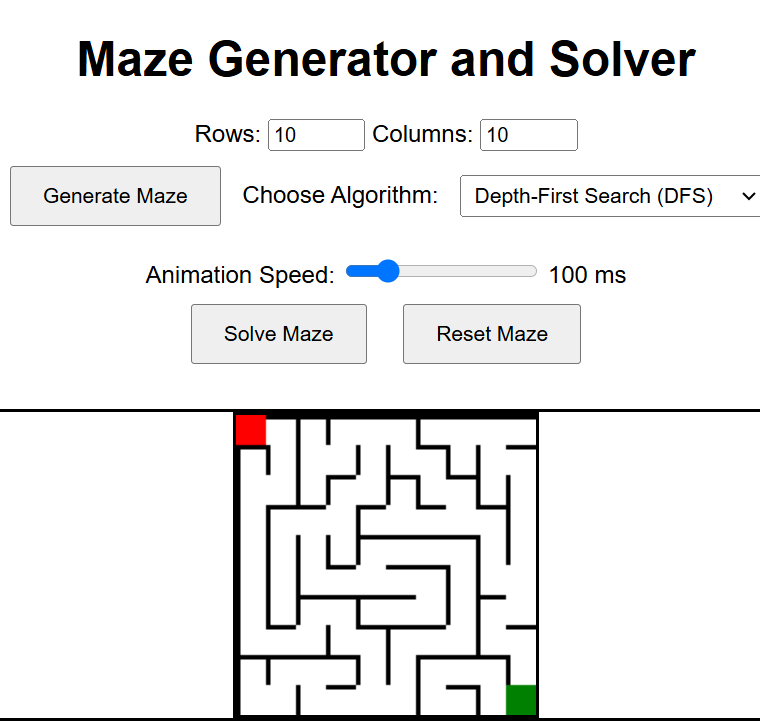 Maze Generator and Solver
Rows: 10 Columns: 10
Generate Maze Choose Algorithm: Depth-First Search (DFS)
Animation Speed: 100 ms
Solve Maze Reset Maze